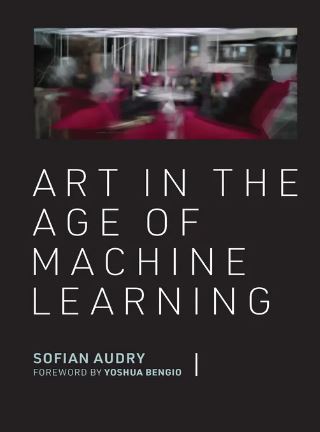 ART IN THE
AGE OF
MACHINE
LEARNING
SOFIAN AUDRY
FOREWORD BY YOSHUA BENGIO